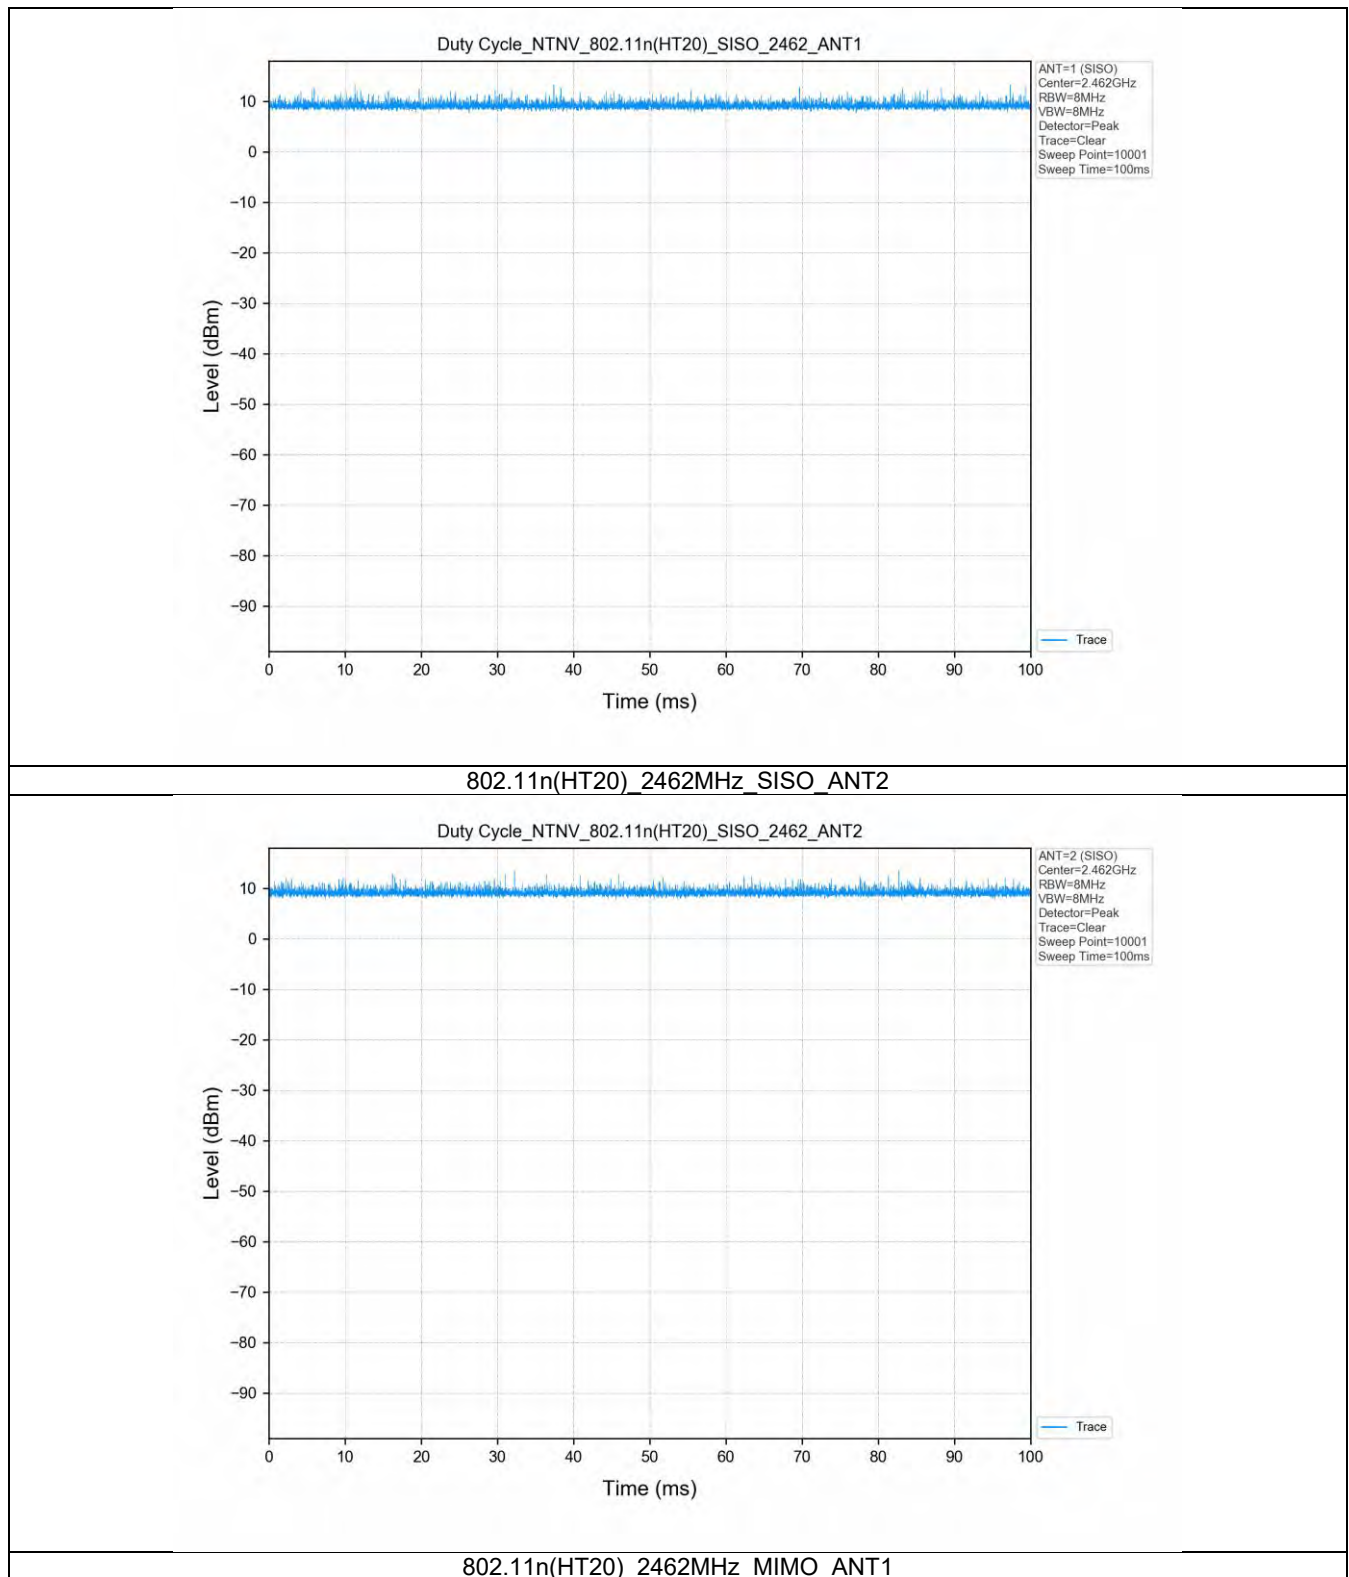 Duty Cycle_NTNV_802.11n(HT20)_SISO_2462_ANT1
ANT=1 (SISO)
Center=2.462GHz
RBW=8MHz
VBW=8MHz
Detector=Peak
Trace=Clear
Sweep Point=10001
Sweep Time=100ms
10
0
−10
−20
−30
−40
−50
−60
−70
−80
−90
Level (dBm)
Trace
0 10 20 30 40 50 60 70 80 90 100
Time (ms)
802.11n(HT20)_2462MHz_SISO_ANT2
Duty Cycle_NTNV_802.11n(HT20)_SISO_2462_ANT2
ANT=2 (SISO)
Center=2.462GHz
RBW=8MHz
VBW=8MHz
Detector=Peak
Trace=Clear
Sweep Point=10001
Sweep Time=100ms
10
0
−10
−20
−30
−40
−50
−60
−70
−80
−90
Level (dBm)
Trace
0 10 20 30 40 50 60 70 80 90 100
Time (ms)
802.11n(HT20)_2462MHz_MIMO_ANT1